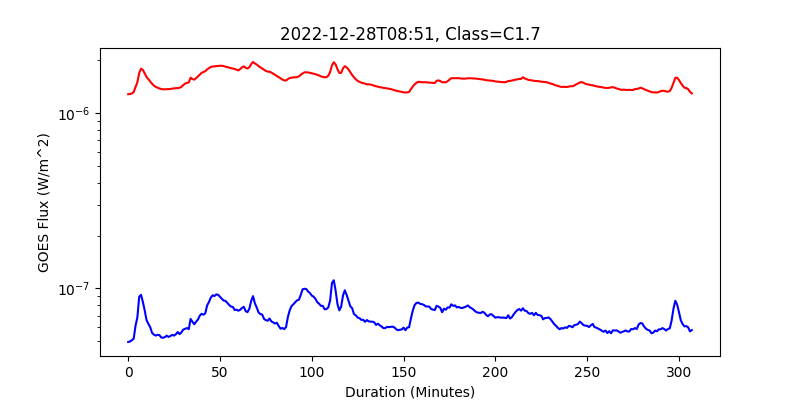 2022-12-28T08:51, Class=C1.7
GOES Flux (W/m^2)
10⁻⁶
10⁻⁷
0 50 100 150 200 250 300
Duration (Minutes)